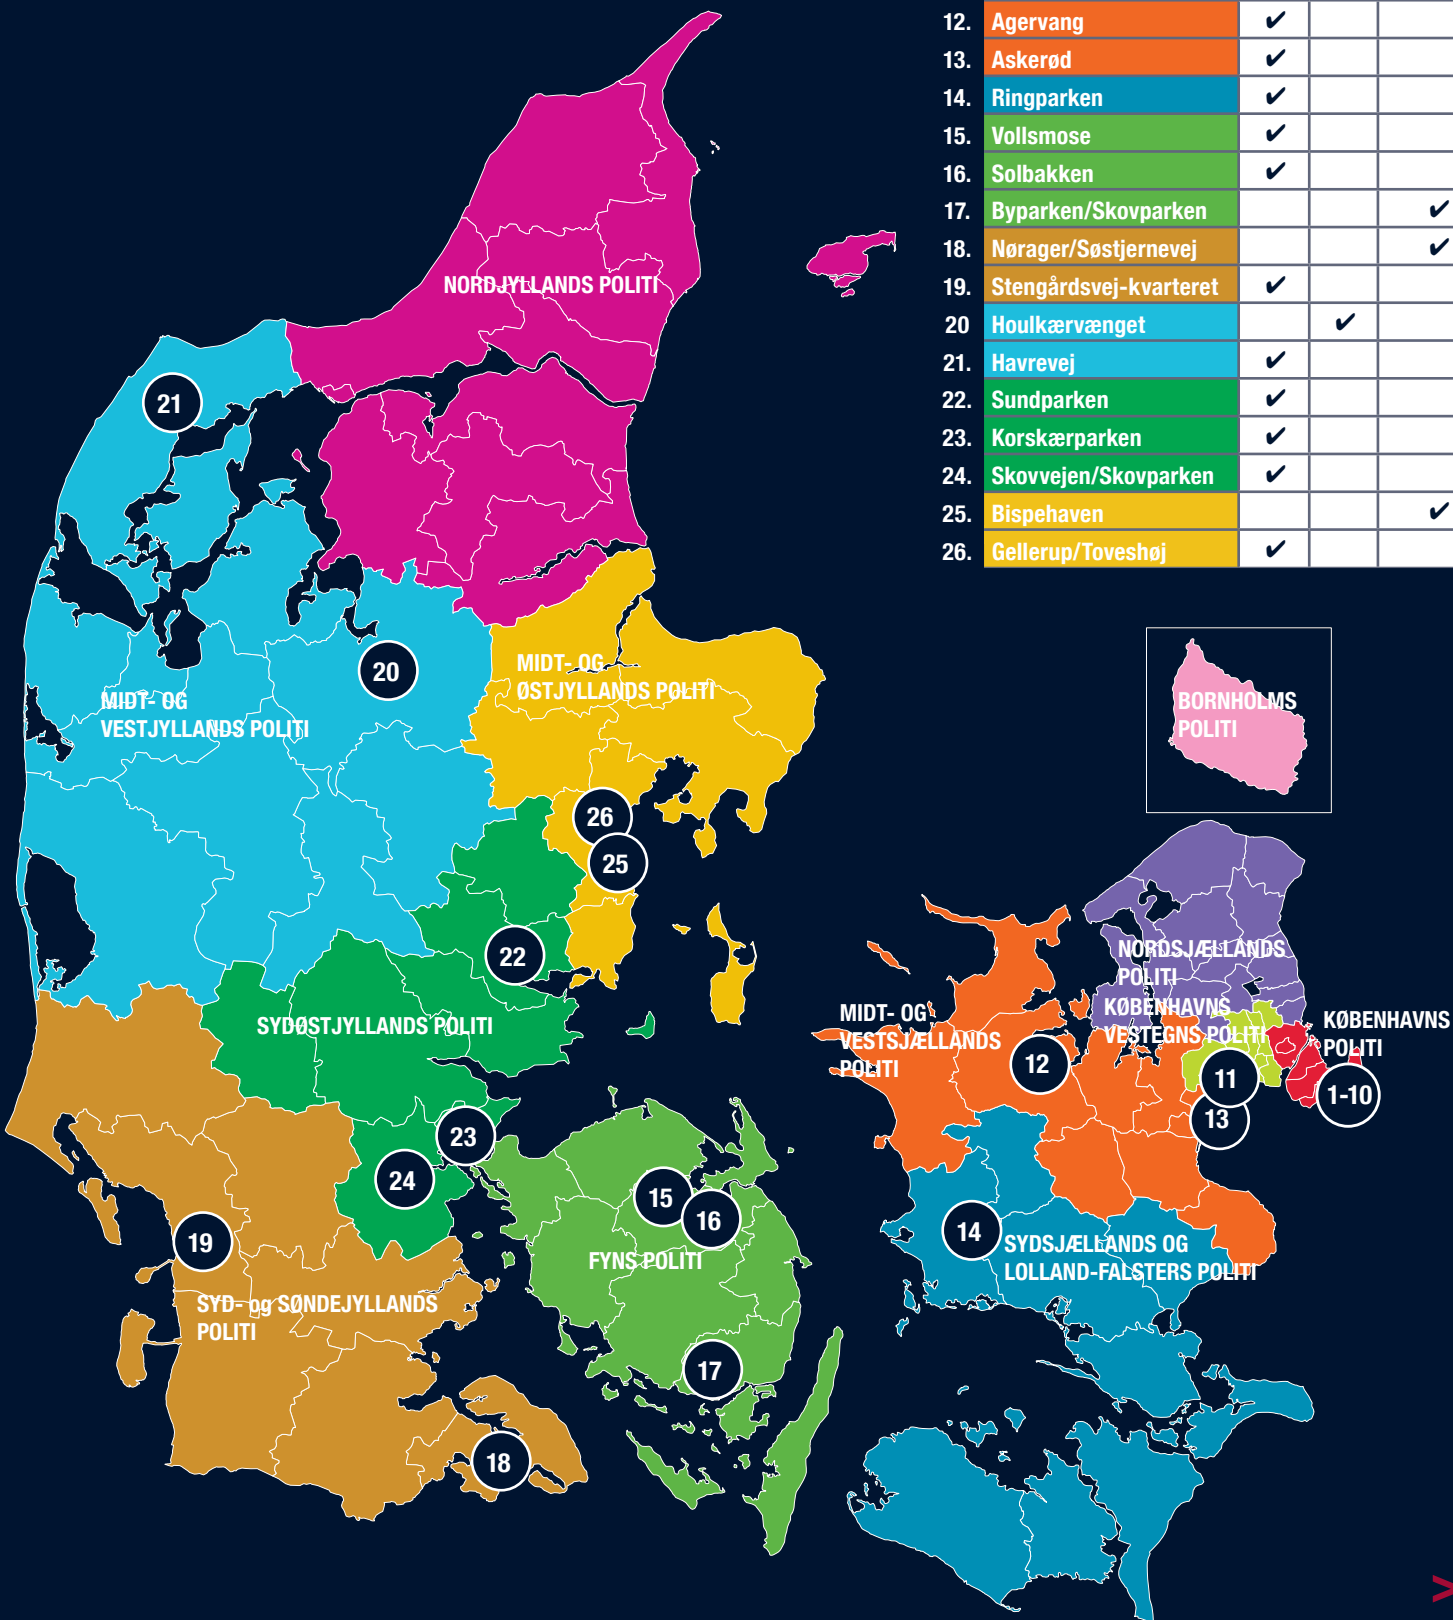 12. Agervang ✔
13. Askerød ✔
14. Ringparken ✔
15. Vollsmose ✔
16. Solbakken ✔
17. Byparken/Skovparken ✔
18. Nørager/Søstjernevej ✔
19. Stengårdsvej-kvarteret ✔
20 Houlkærvænget ✔
21. Havrevej ✔
22. Sundparken ✔
23. Korskærparken ✔
24. Skovvejen/Skovparken ✔
25. Bispehaven ✔
26. Gellerup/Toveshøj ✔
NORDJYLLANDS POLITI
21
20
MIDT- OG
ØSTJYLLANDS POLITI
MIDT- OG
VESTJYLLANDS POLITI
BORNHOLMS
POLITI
26
25
22
NORDSJÆLLANDS
POLITI
KØBENHAVNS
VESTEGNS POLITI
KØBENHAVNS
POLITI
MIDT- OG
VESTSJÆLLANDS
POLITI
SYDØSTJYLLANDS POLITI
12
11
1-10
13
23
24
15
16
19
14
SYDSJÆLLANDS OG
LOLLAND-FALSTERS POLITI
FYNS POLITI
SYD- og SØNDEJYLLANDS
POLITI
17
18